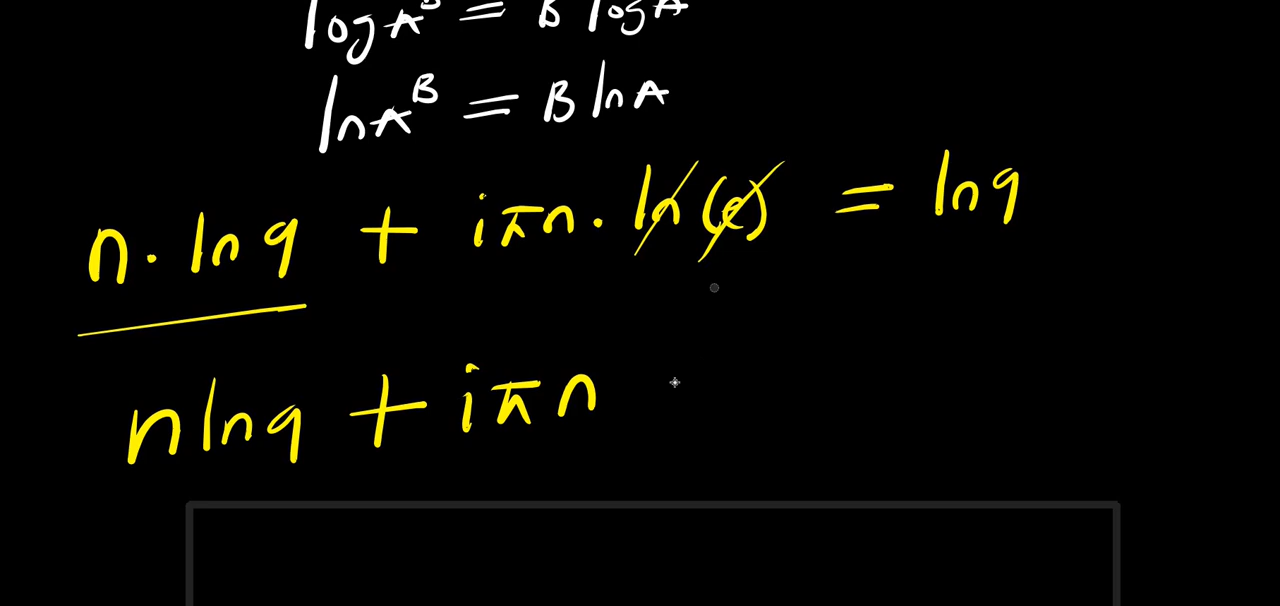 log A^B = B log A
ln A^B = B ln A
n · ln 9 + iπn · ln(e) = ln 9
n ln 9 + iπn